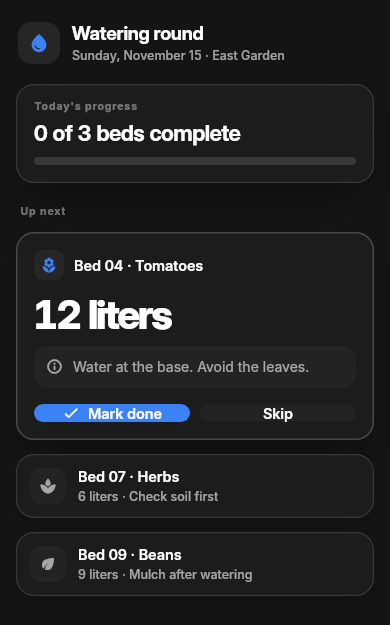 Watering round
Sunday, November 15 · East Garden
Today's progress
0 of 3 beds complete
Up next
Bed 04 · Tomatoes
12 liters
Water at the base. Avoid the leaves.
Mark done
Skip
Bed 07 · Herbs
6 liters · Check soil first
Bed 09 · Beans
9 liters · Mulch after watering